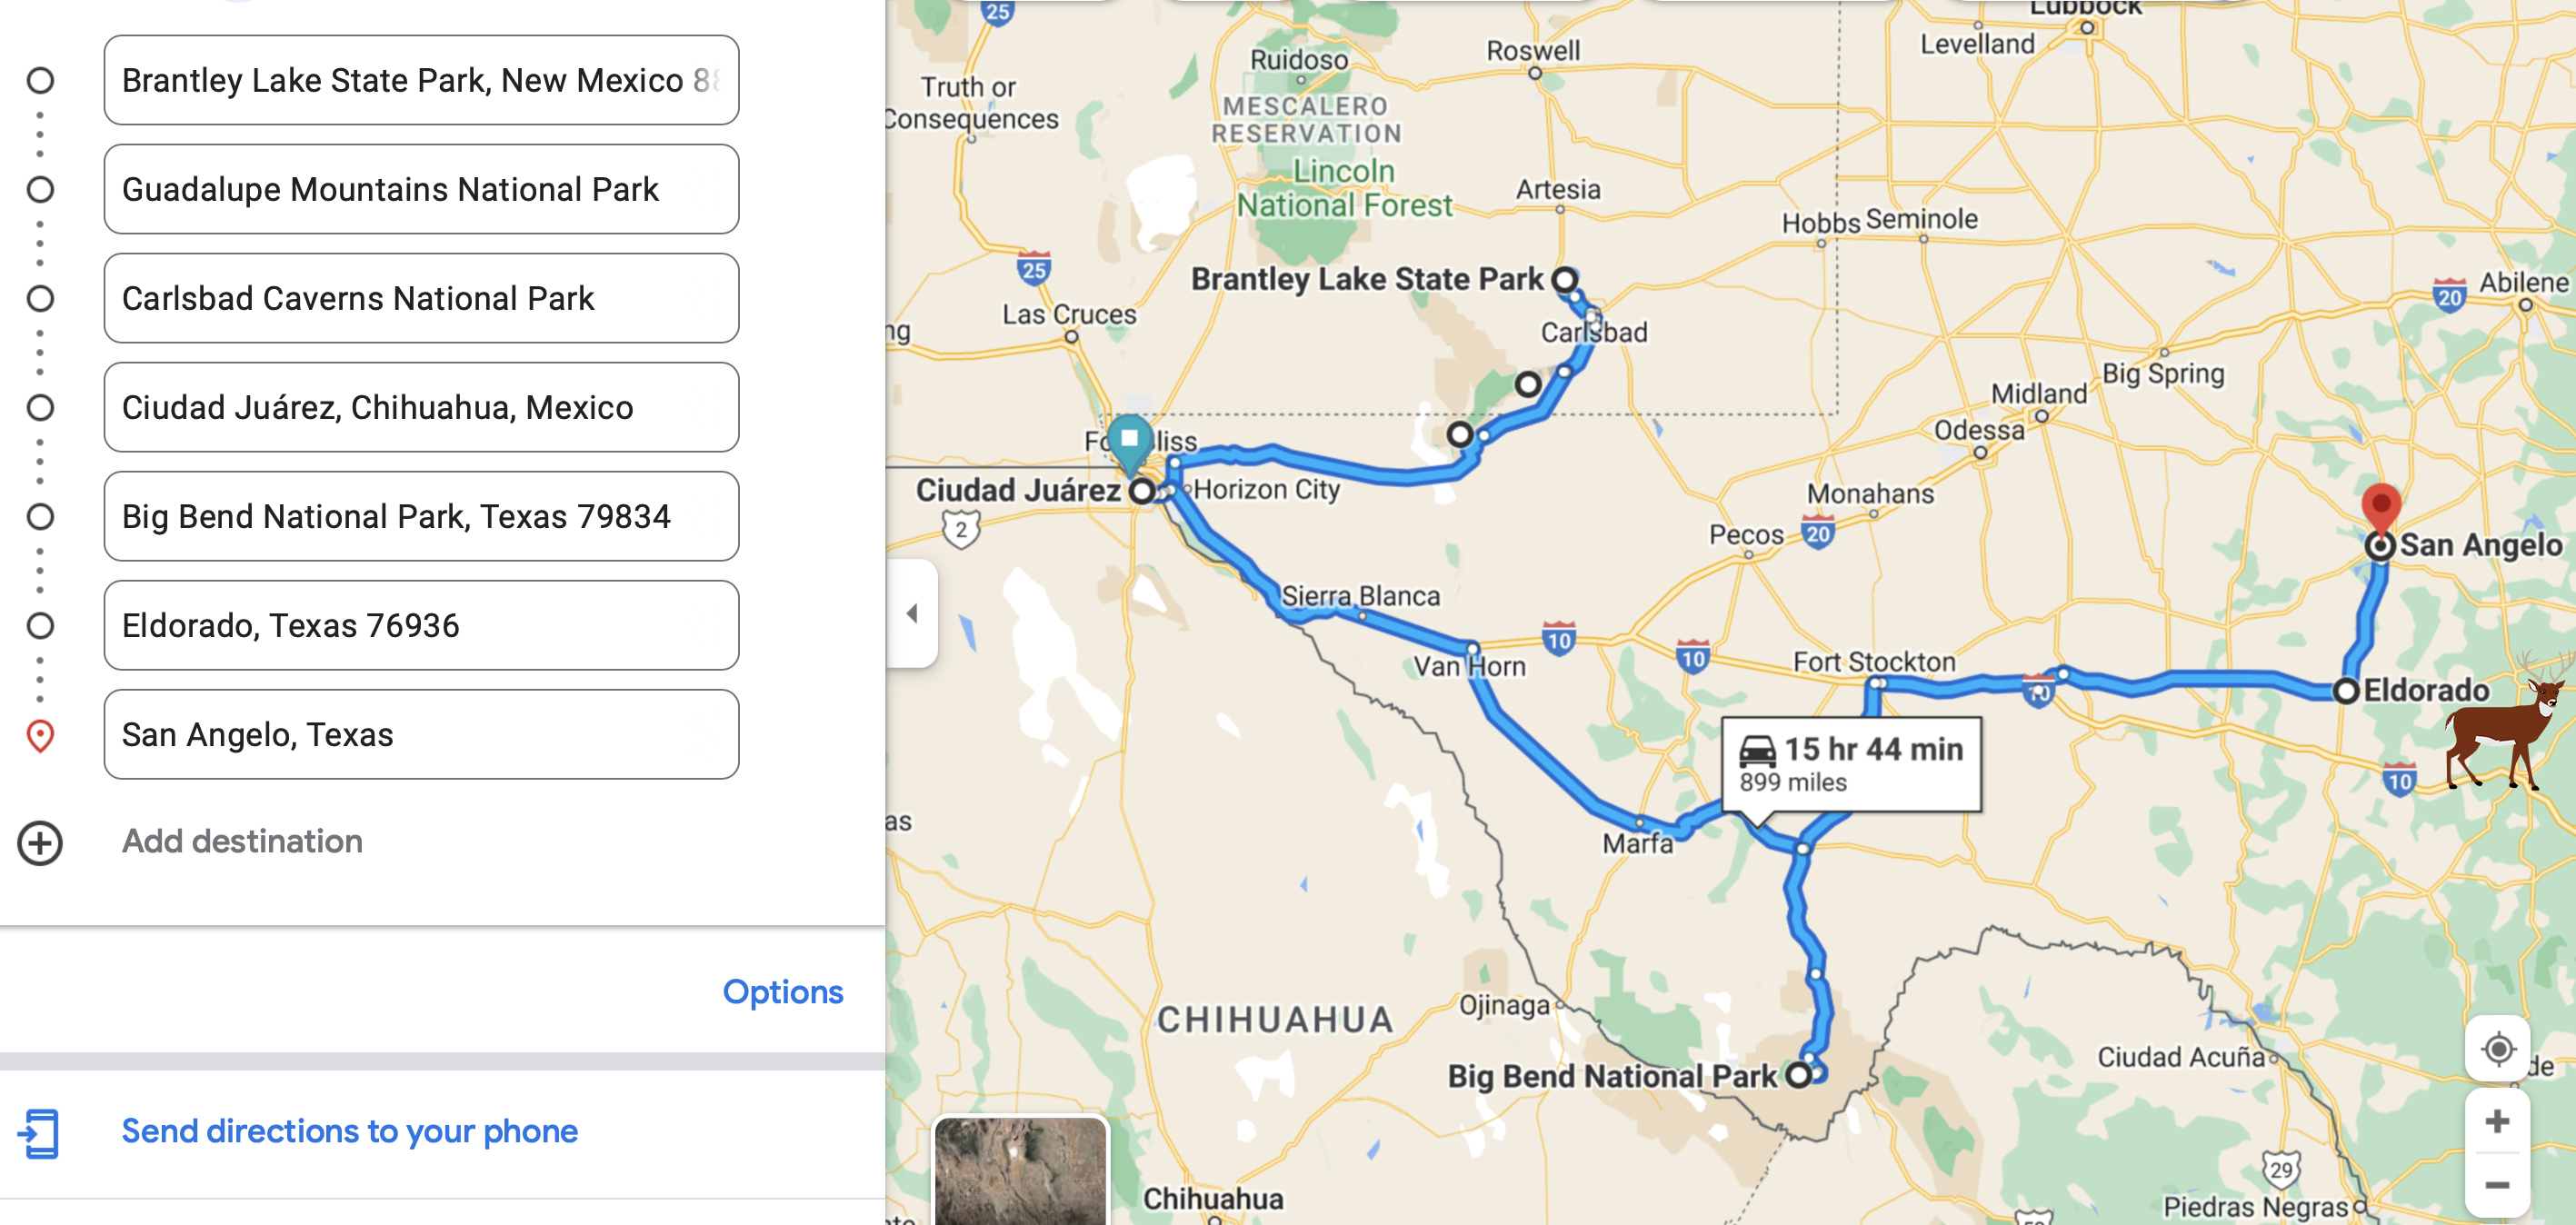 Brantley Lake State Park, New Mexico 88
Guadalupe Mountains National Park
Carlsbad Caverns National Park
Ciudad Juárez, Chihuahua, Mexico
Big Bend National Park, Texas 79834
Eldorado, Texas 76936
San Angelo, Texas
Add destination
Options
Send directions to your phone
25
Lubbock
Levelland
Roswell
Ruidoso
Truth or
Consequences
MESCALERO
RESERVATION
Lincoln
National Forest
Artesia
Hobbs
Seminole
25
Brantley Lake State Park
20
Abilene
Las Cruces
Carlsbad
ng
Big Spring
Midland
Odessa
Ciudad Juárez
Horizon City
Monahans
2
Pecos
20
San Angelo
Sierra Blanca
10
10
Van Horn
Fort Stockton
10
Eldorado
15 hr 44 min
899 miles
10
as
Marfa
CHIHUAHUA
Ojinaga
Big Bend National Park
Ciudad Acuña
de
29
Chihuahua
Piedras Negras